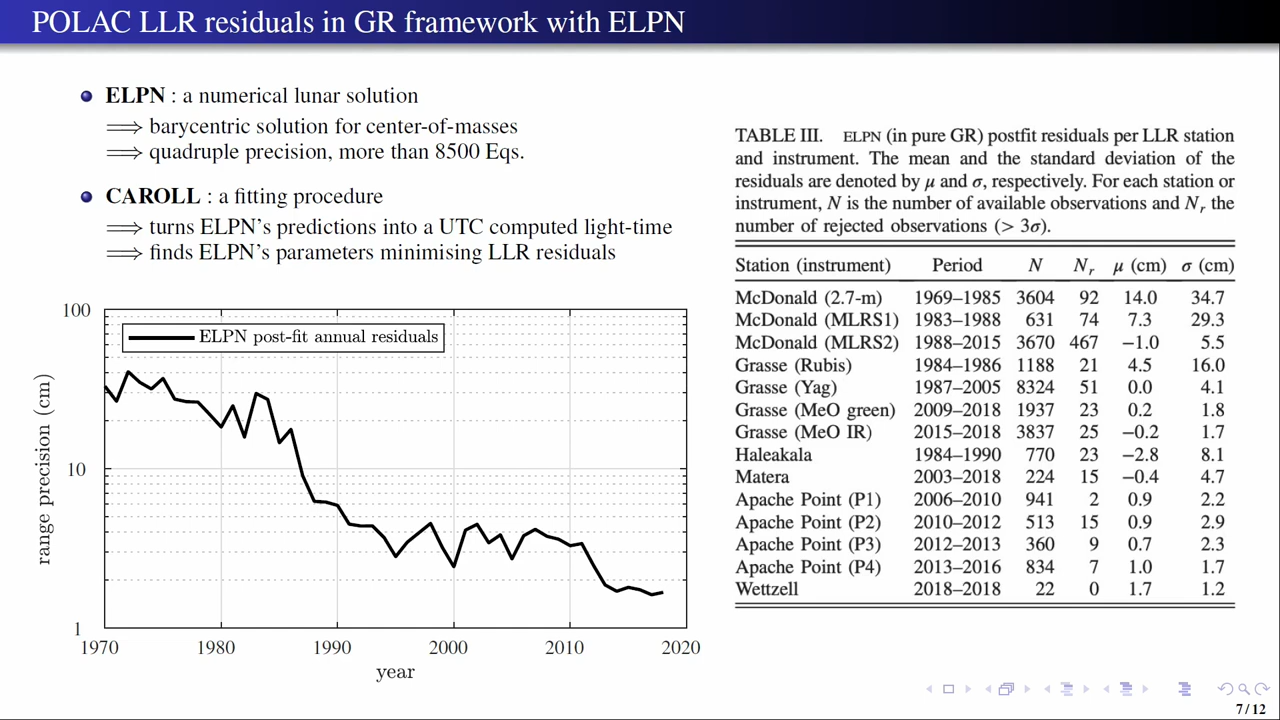 POLAC LLR residuals in GR framework with ELPN
ELPN : a numerical lunar solution
⟹ barycentric solution for center-of-masses
⟹ quadruple precision, more than 8500 Eqs.
CAROLL : a fitting procedure
⟹ turns ELPN's predictions into a UTC computed light-time
⟹ finds ELPN's parameters minimising LLR residuals
100
10
1
range precision (cm)
ELPN post-fit annual residuals
1970 1980 1990 2000 2010 2020
year
TABLE III. ELPN (in pure GR) postfit residuals per LLR station
and instrument. The mean and the standard deviation of the
residuals are denoted by μ and σ, respectively. For each station or
instrument, N is the number of available observations and Nr the
number of rejected observations (> 3σ).
Station (instrument) Period N Nr μ (cm) σ (cm)
McDonald (2.7-m) 1969–1985 3604 92 14.0 34.7
McDonald (MLRS1) 1983–1988 631 74 7.3 29.3
McDonald (MLRS2) 1988–2015 3670 467 −1.0 5.5
Grasse (Rubis) 1984–1986 1188 21 4.5 16.0
Grasse (Yag) 1987–2005 8324 51 0.0 4.1
Grasse (MeO green) 2009–2018 1937 23 0.2 1.8
Grasse (MeO IR) 2015–2018 3837 25 −0.2 1.7
Haleakala 1984–1990 770 23 −2.8 8.1
Matera 2003–2018 224 15 −0.4 4.7
Apache Point (P1) 2006–2010 941 2 0.9 2.2
Apache Point (P2) 2010–2012 513 15 0.9 2.9
Apache Point (P3) 2012–2013 360 9 0.7 2.3
Apache Point (P4) 2013–2016 834 7 1.0 1.7
Wettzell 2018–2018 22 0 1.7 1.2
7 / 12